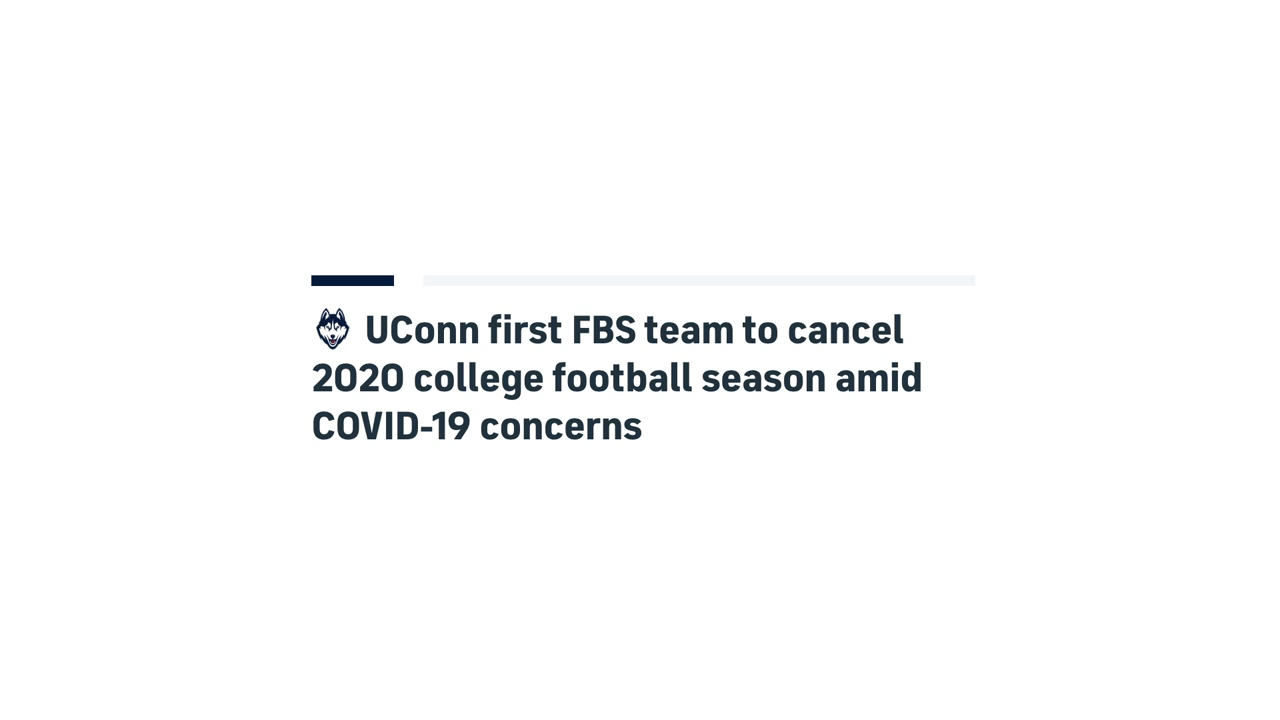 UConn first FBS team to cancel
2020 college football season amid
COVID-19 concerns